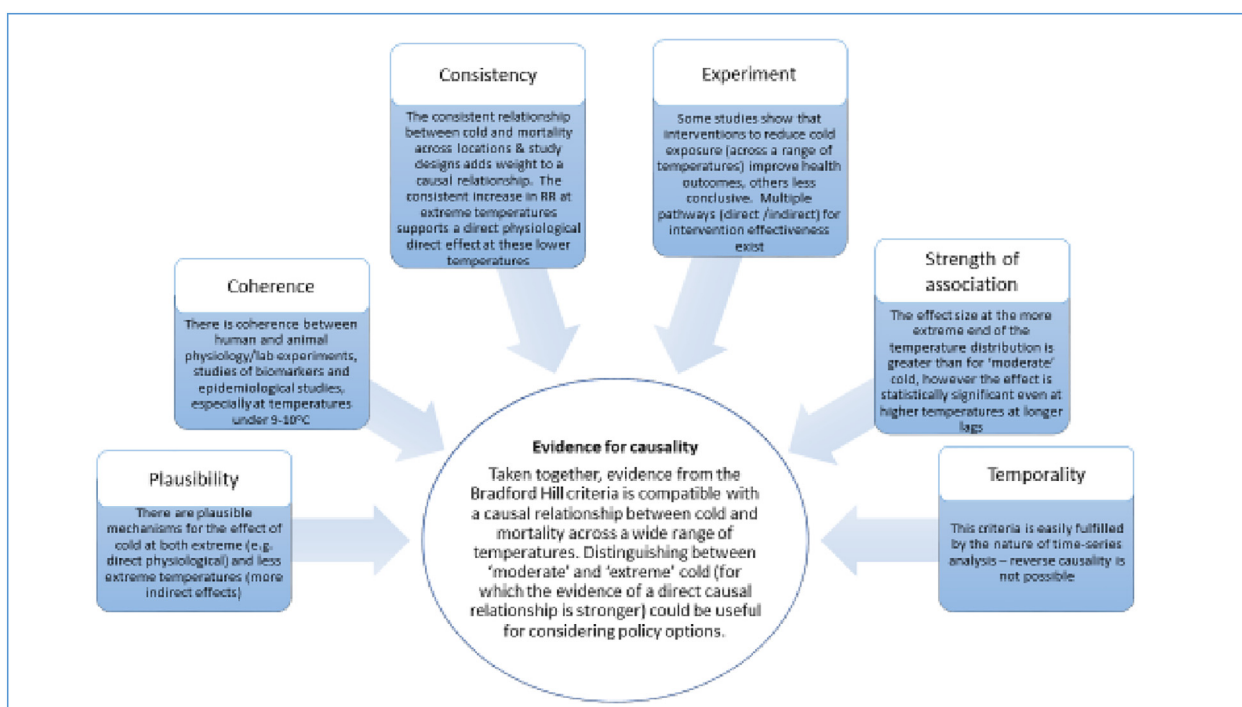 Consistency
The consistent relationship
between cold and mortality
across locations & study
designs adds weight to a
causal relationship. The
consistent increase in RR at
extreme temperatures
supports a direct physiological
direct effect at these lower
temperatures
Experiment
Some studies show that
interventions to reduce cold
exposure (across a range of
temperatures) improve health
outcomes, others less
conclusive. Multiple
pathways (direct /indirect) for
intervention effectiveness
exist
Coherence
There is coherence between
human and animal
physiology/lab experiments,
studies of biomarkers and
epidemiological studies,
especially at temperatures
under 9-10°C
Strength of
association
The effect size at the more
extreme end of the
temperature distribution is
greater than for 'moderate'
cold, however the effect is
statistically significant even at
higher temperatures at longer
lags
Plausibility
There are plausible
mechanisms for the effect of
cold at both extreme (e.g.
direct physiological) and less
extreme temperatures (more
indirect effects)
Evidence for causality
Taken together, evidence from the
Bradford Hill criteria is compatible with
a causal relationship between cold and
mortality across a wide range of
temperatures. Distinguishing between
'moderate' and 'extreme' cold (for
which the evidence of a direct causal
relationship is stronger) could be useful
for considering policy options.
Temporality
This criteria is easily fulfilled
by the nature of time-series
analysis – reverse causality is
not possible